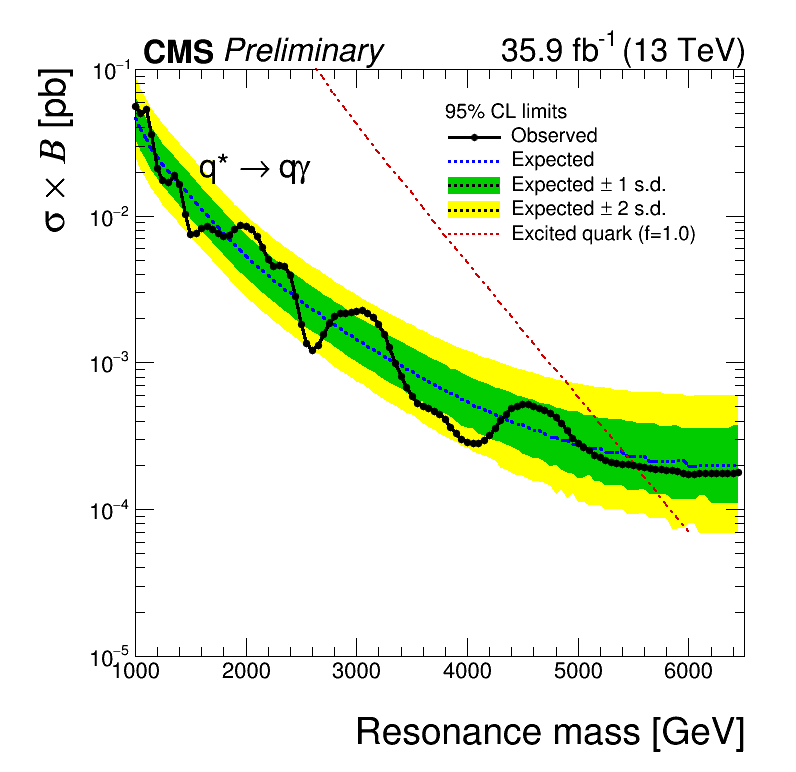 CMS Preliminary 35.9 fb⁻¹ (13 TeV)
σ × B [pb]
10⁻¹
10⁻²
10⁻³
10⁻⁴
10⁻⁵
95% CL limits
Observed
Expected
Expected ± 1 s.d.
Expected ± 2 s.d.
Excited quark (f=1.0)
q* → qγ
1000 2000 3000 4000 5000 6000
Resonance mass [GeV]